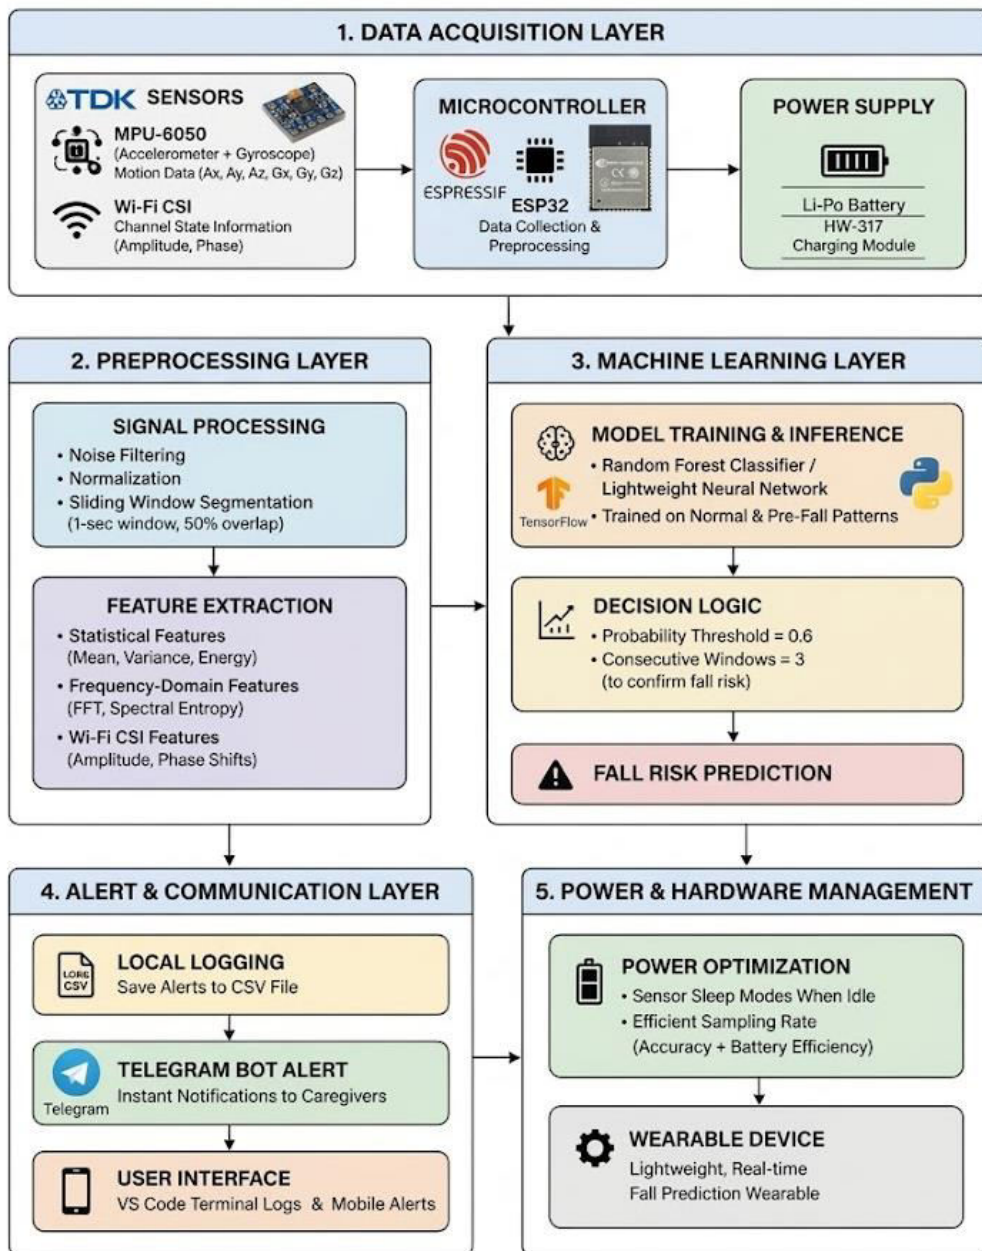 1. DATA ACQUISITION LAYER
TDK SENSORS
MPU-6050
(Accelerometer + Gyroscope)
Motion Data (Ax, Ay, Az, Gx, Gy, Gz)
Wi-Fi CSI
Channel State Information
(Amplitude, Phase)
MICROCONTROLLER
ESPRESSIF
ESP32
Data Collection &
Preprocessing
POWER SUPPLY
Li-Po Battery
HW-317
Charging Module
2. PREPROCESSING LAYER
SIGNAL PROCESSING
• Noise Filtering
• Normalization
• Sliding Window Segmentation
(1-sec window, 50% overlap)
FEATURE EXTRACTION
• Statistical Features
(Mean, Variance, Energy)
• Frequency-Domain Features
(FFT, Spectral Entropy)
• Wi-Fi CSI Features
(Amplitude, Phase Shifts)
3. MACHINE LEARNING LAYER
MODEL TRAINING & INFERENCE
TensorFlow
• Random Forest Classifier /
Lightweight Neural Network
• Trained on Normal & Pre-Fall Patterns
DECISION LOGIC
• Probability Threshold = 0.6
• Consecutive Windows = 3
(to confirm fall risk)
FALL RISK PREDICTION
4. ALERT & COMMUNICATION LAYER
CSV
LOCAL LOGGING
Save Alerts to CSV File
Telegram
TELEGRAM BOT ALERT
Instant Notifications to Caregivers
USER INTERFACE
VS Code Terminal Logs & Mobile Alerts
5. POWER & HARDWARE MANAGEMENT
POWER OPTIMIZATION
• Sensor Sleep Modes When Idle
• Efficient Sampling Rate
(Accuracy + Battery Efficiency)
WEARABLE DEVICE
Lightweight, Real-time
Fall Prediction Wearable